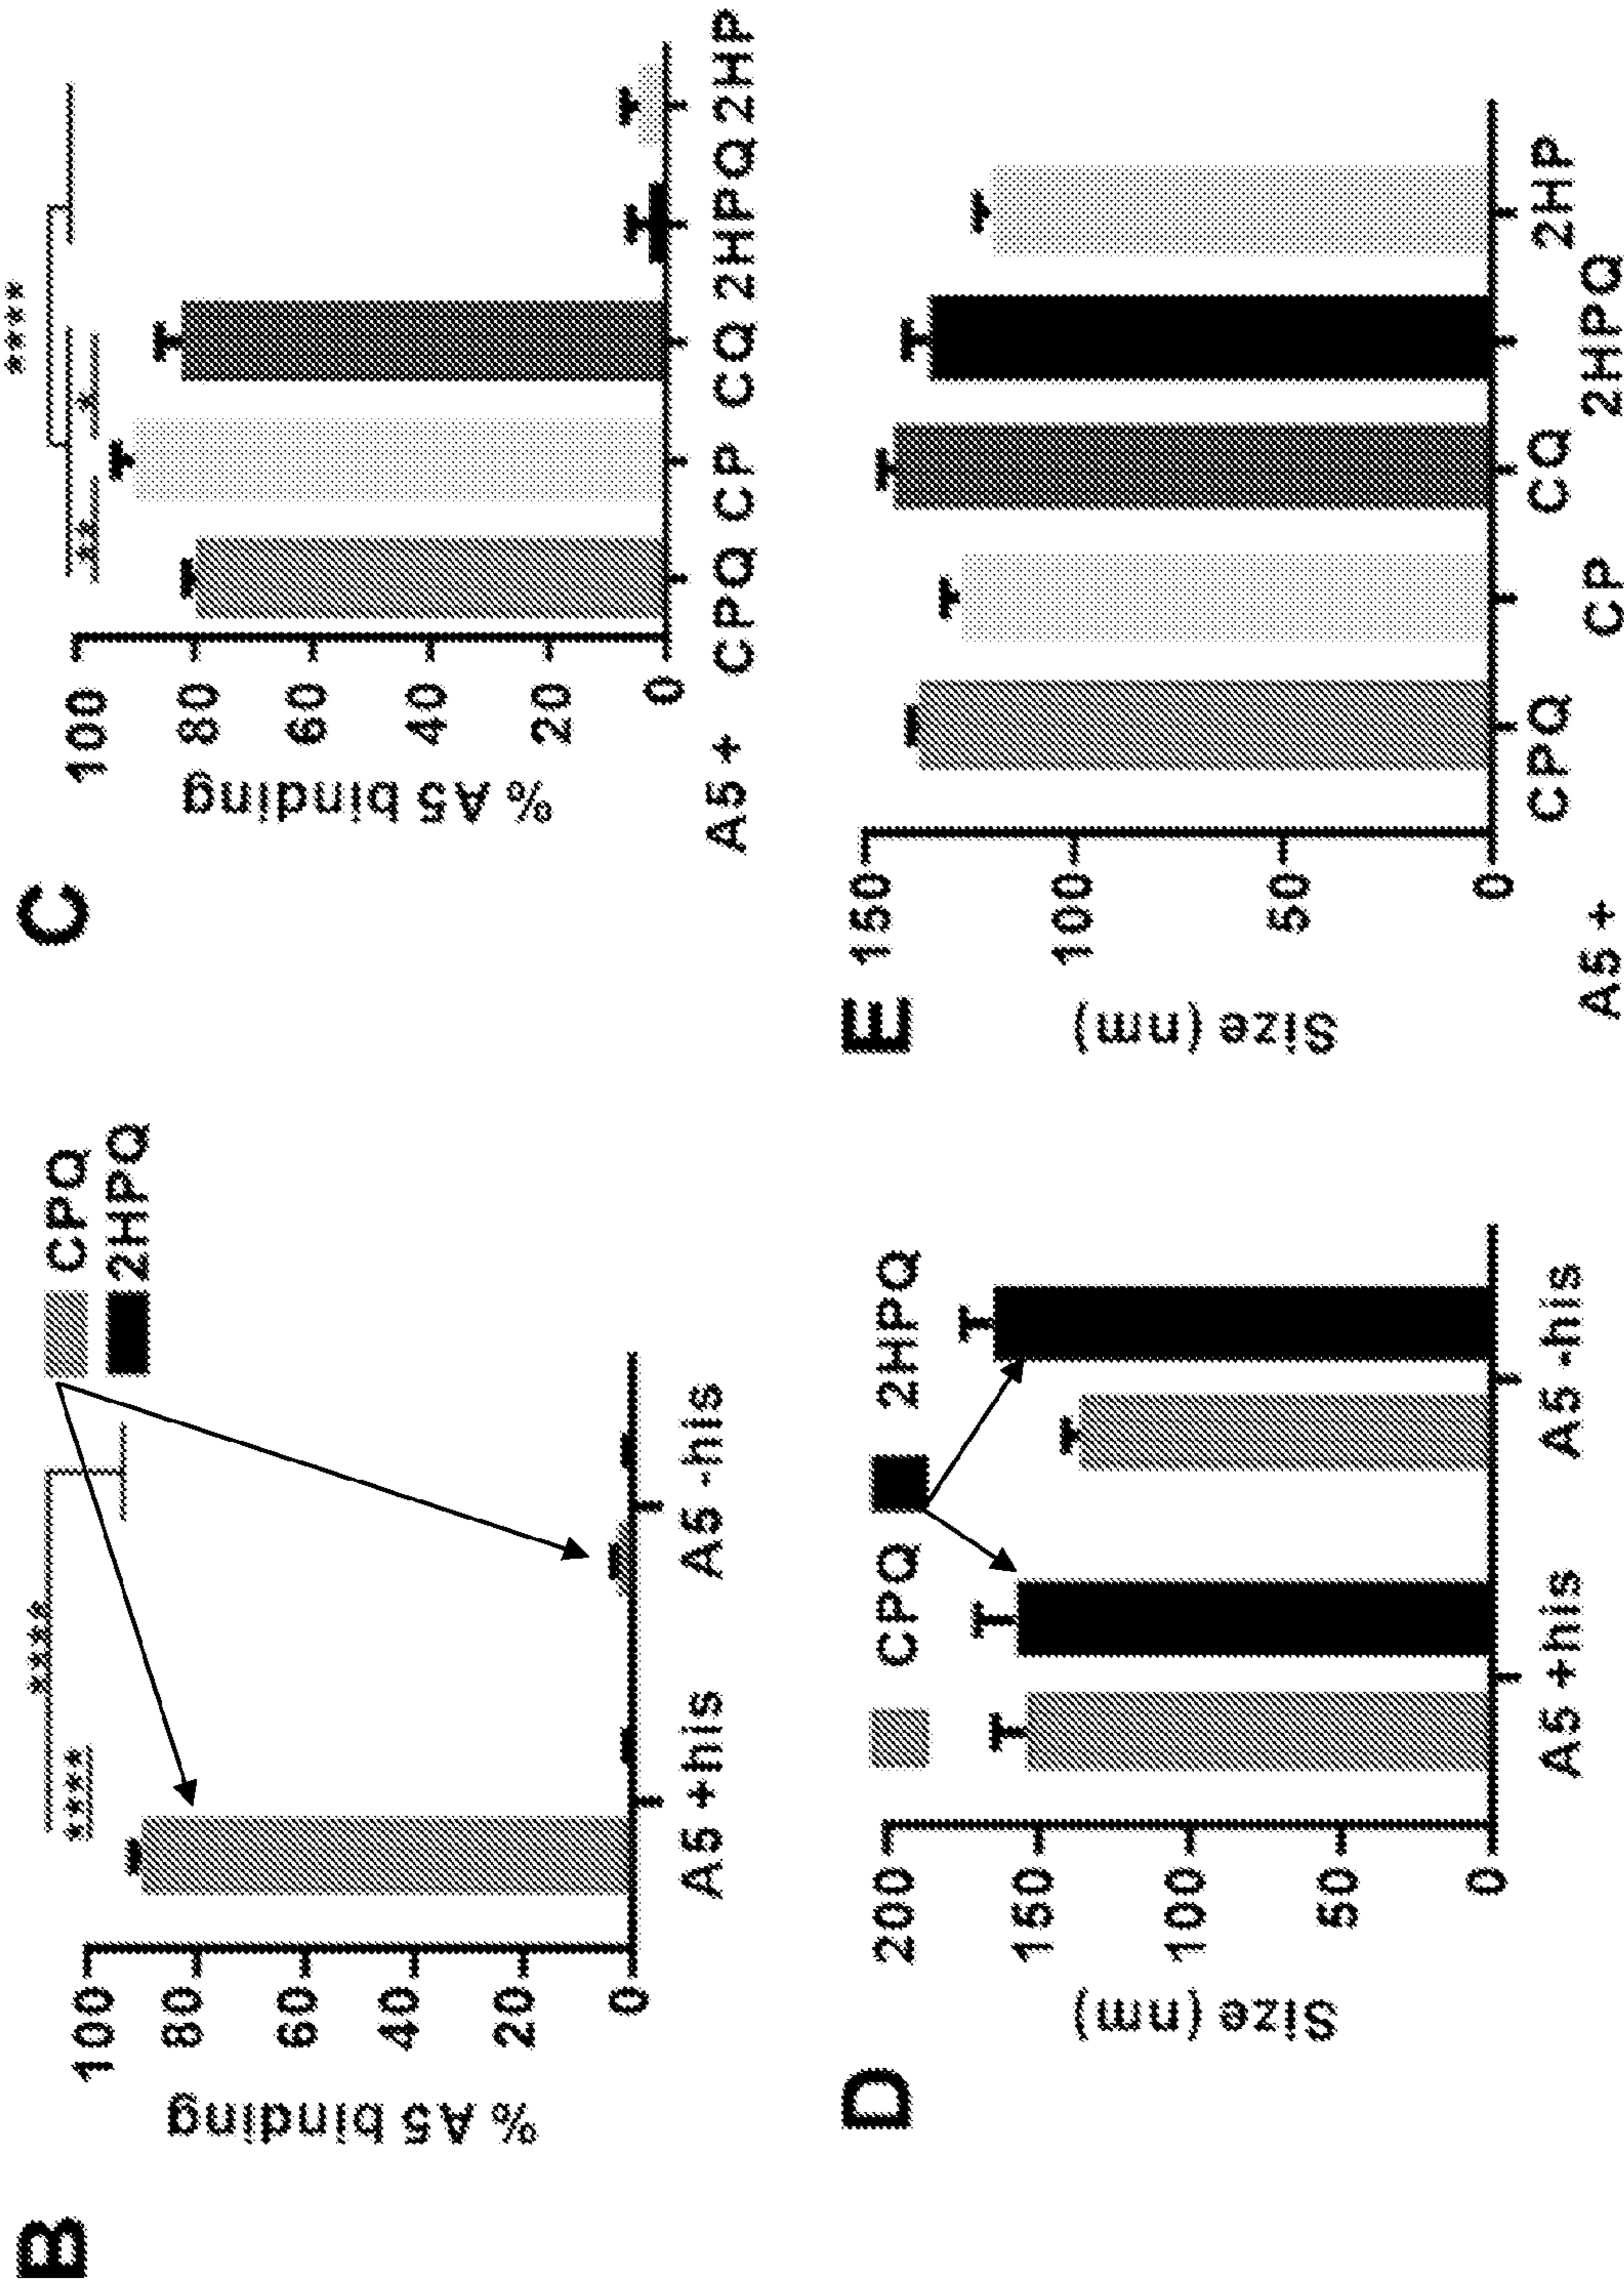 B
% A5 binding
100
80
60
40
20
0
****
****
CPQ
2HPQ
A5 +his
A5 -his
C
% A5 binding
100
80
60
40
20
0
****
**
*
A5 + CPQ CP CQ 2HPQ 2HP
D
Size (nm)
200
150
100
50
0
CPQ
2HPQ
A5 +his
A5 -his
E
Size (nm)
150
100
50
0
A5 +
CPQ
CP
CQ
2HPQ
2HP